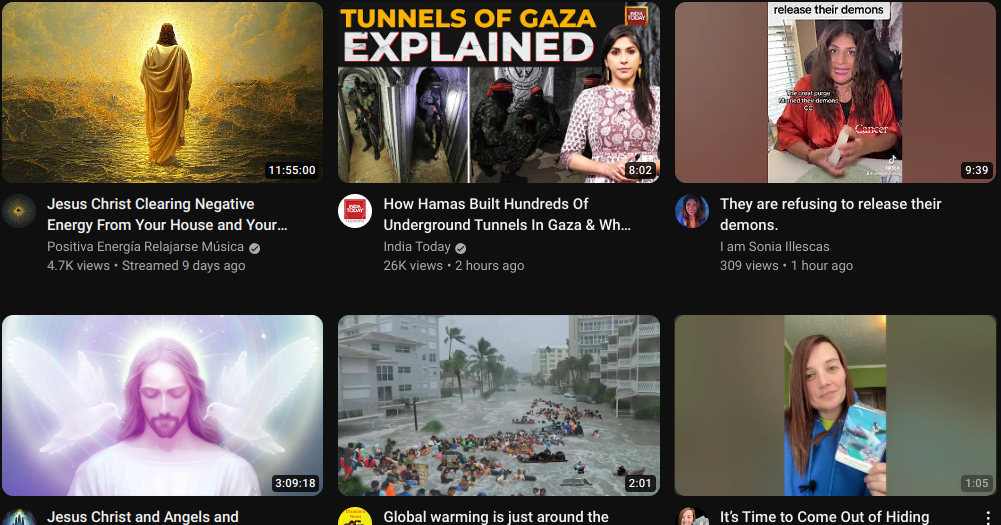 TUNNELS OF GAZA
EXPLAINED
INDIA
TODAY
release their demons
The great purge
Cancer
TikTok
11:55:00
8:02
9:39
Jesus Christ Clearing Negative
Energy From Your House and Your...
Positiva Energía Relajarse Música
4.7K views • Streamed 9 days ago
INDIA
TODAY
How Hamas Built Hundreds Of
Underground Tunnels In Gaza & Wh...
India Today
26K views • 2 hours ago
They are refusing to release their
demons.
I am Sonia Illescas
309 views • 1 hour ago
3:09:18
2:01
1:05
Jesus Christ and Angels and
Global warming is just around the
It's Time to Come Out of Hiding